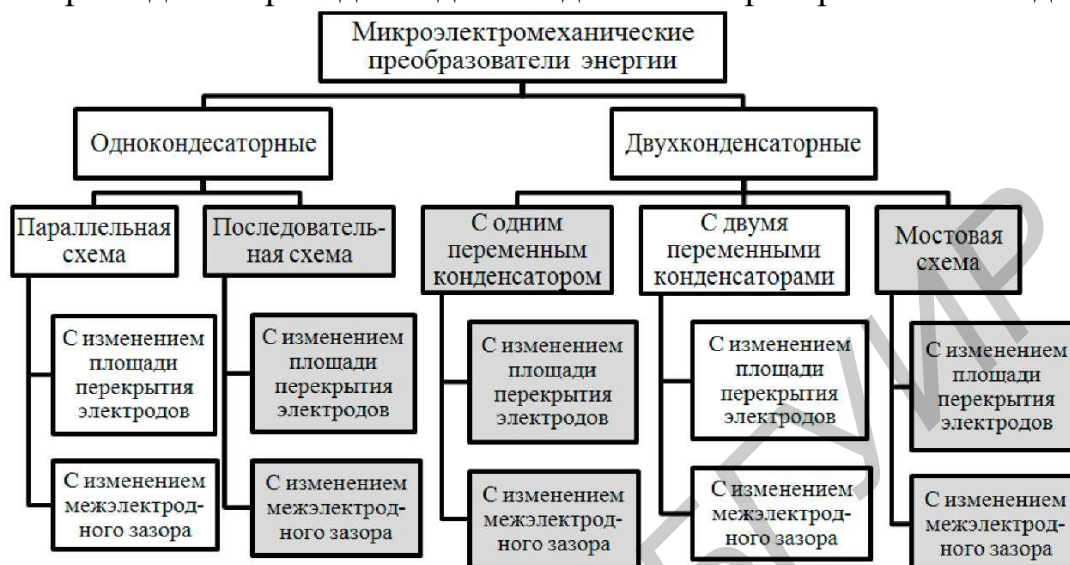 Микроэлектромеханические
преобразователи энергии
Однокондесаторные
Двухконденсаторные
Параллельная
схема
Последователь-
ная схема
С одним
переменным
конденсатором
С двумя
переменными
конденсаторами
Мостовая
схема
С изменением
площади
перекрытия
электродов
С изменением
площади
перекрытия
электродов
С изменением
площади
перекрытия
электродов
С изменением
площади
перекрытия
электродов
С изменением
площади
перекрытия
электродов
С изменением
межэлектрод-
ного зазора
С изменением
межэлектрод-
ного зазора
С изменением
межэлектрод-
ного зазора
С изменением
межэлектрод-
ного зазора
С изменением
межэлектрод-
ного зазора
БГУИР